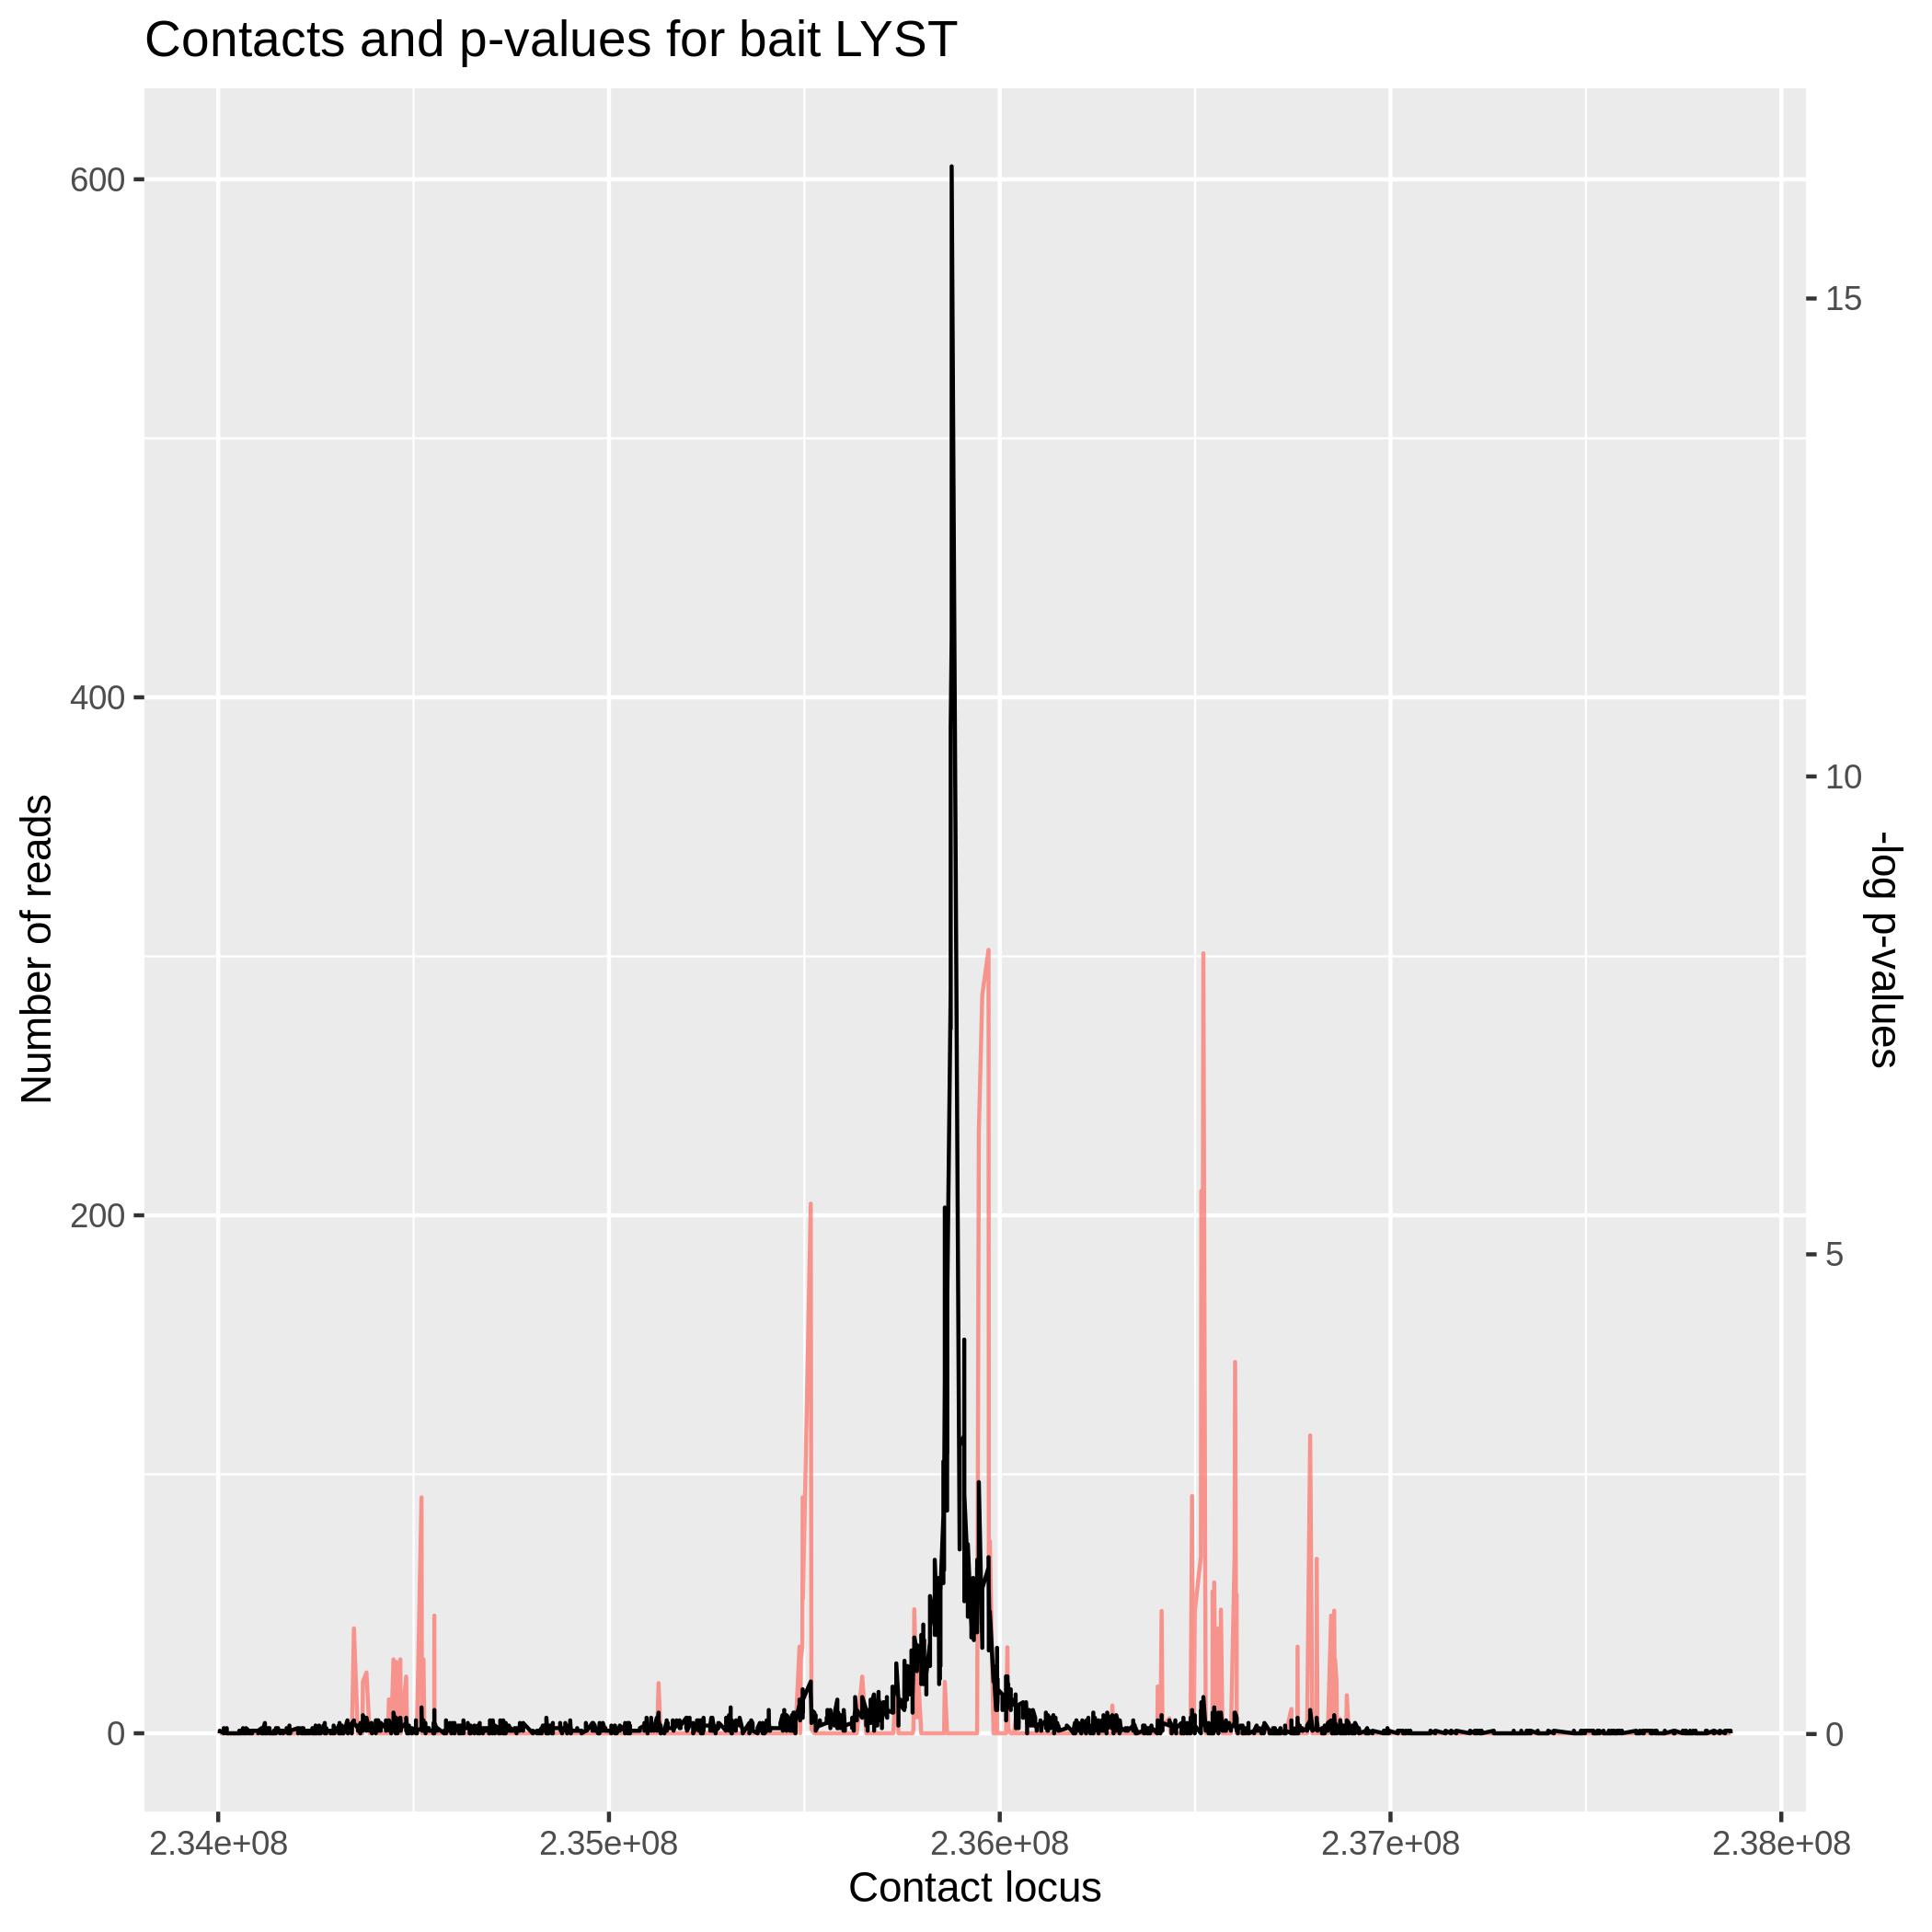 Contacts and p-values for bait LYST
600
400
200
0
15
10
5
0
Number of reads
-log p-values
2.34e+08 2.35e+08 2.36e+08 2.37e+08 2.38e+08
Contact locus